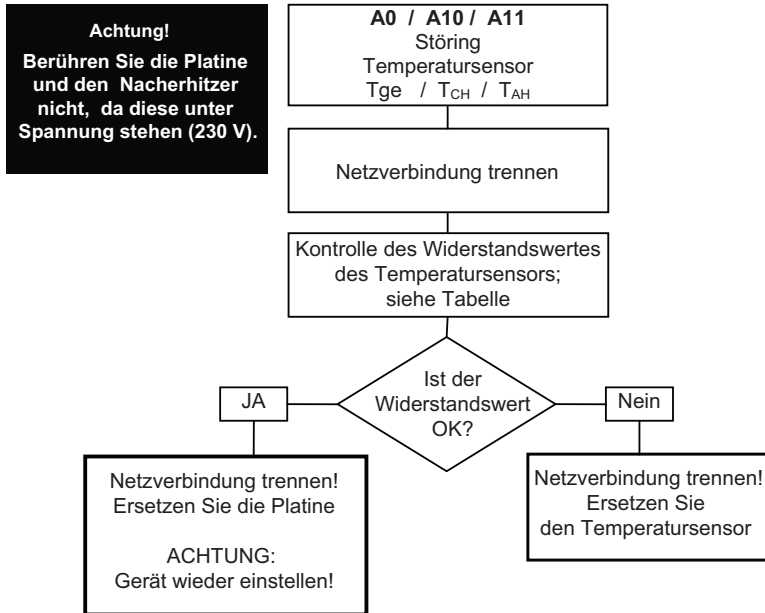 Achtung!
Berühren Sie die Platine
und den Nacherhitzer
nicht, da diese unter
Spannung stehen (230 V).
A0 / A10 / A11
Störing
Temperatursensor
Tge / TCH / TAH
Netzverbindung trennen
Kontrolle des Widerstandswertes
des Temperatursensors;
siehe Tabelle
Ist der
Widerstandswert
OK?
JA
Nein
Netzverbindung trennen!
Ersetzen Sie die Platine
ACHTUNG:
Gerät wieder einstellen!
Netzverbindung trennen!
Ersetzen Sie
den Temperatursensor